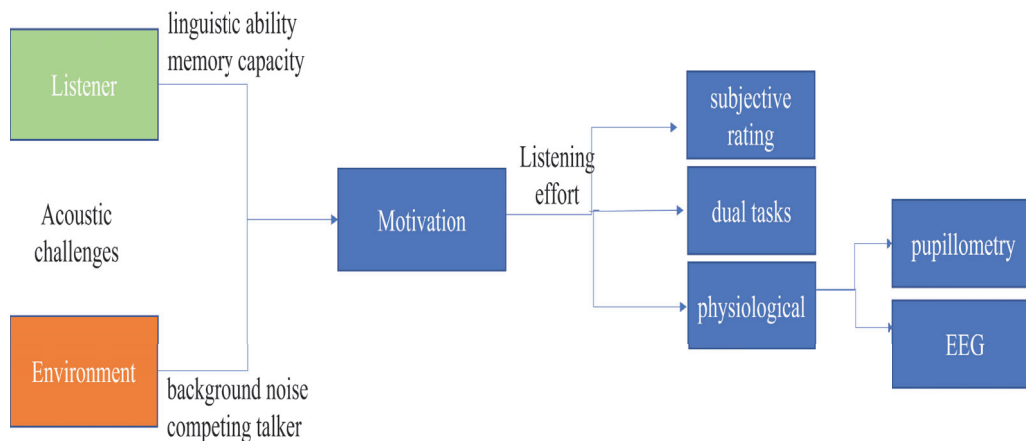 linguistic ability
memory capacity
Listener
Acoustic
challenges
Environment
background noise
competing talker
Motivation
Listening
effort
subjective
rating
dual tasks
physiological
pupillometry
EEG